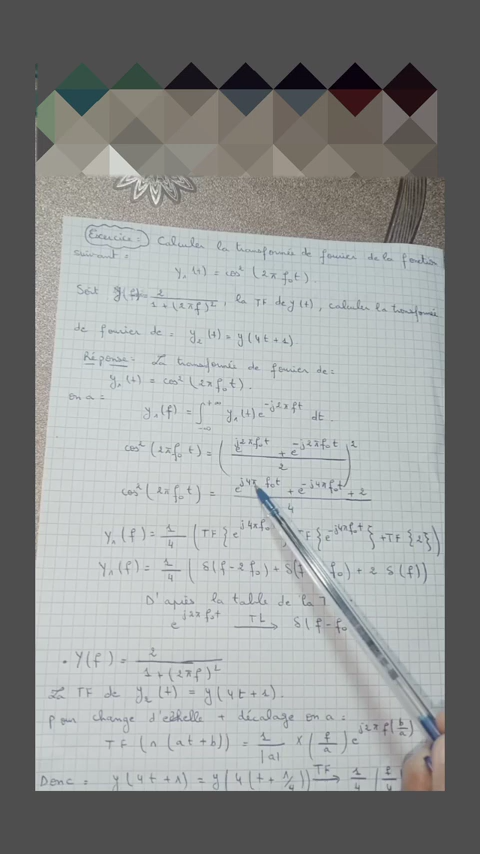 Exercice : Calculer la transformée de fourier de la fonction
suivant :
y₁(t) = cos² (2πf₀t)
Soit y(f) = 2/(1+(2πf)²), la TF de y(t), calculer la transformée
de fourier de : y₂(t) = y(4t+1).
Réponse : La transformée de fourier de :
y₁(t) = cos² (2πf₀t).
on a :
y₁(f) = ∫_{-∞}^{+∞} y₁(t) e^{-j2πft} dt.
cos² (2πf₀t) = ((e^{j2πf₀t} + e^{-j2πf₀t})/2)²
cos² (2πf₀t) = (e^{j4πf₀t} + e^{-j4πf₀t} + 2)/4
Y₁(f) = 1/4 (TF{e^{j4πf₀t} TF{e^{-j4πf₀t}} + TF{2})
Y₁(f) = 1/4 (δ(f-2f₀) + δ(f f₀) + 2 δ(f))
D'après la table de la T
e^{j2πf₀t} → δ(f-f₀
• Y(f) = 2/(1+(2πf)²)
La TF de y₂(t) = y(4t+1).
pour change d'échelle + décalage on a :
TF (x(at+b)) = 1/|a| X(f/a) e^{j2πf(b/a)}
Donc : y(4t+1) = y(4(t+1/4)) TF→ 1/4 (f/4